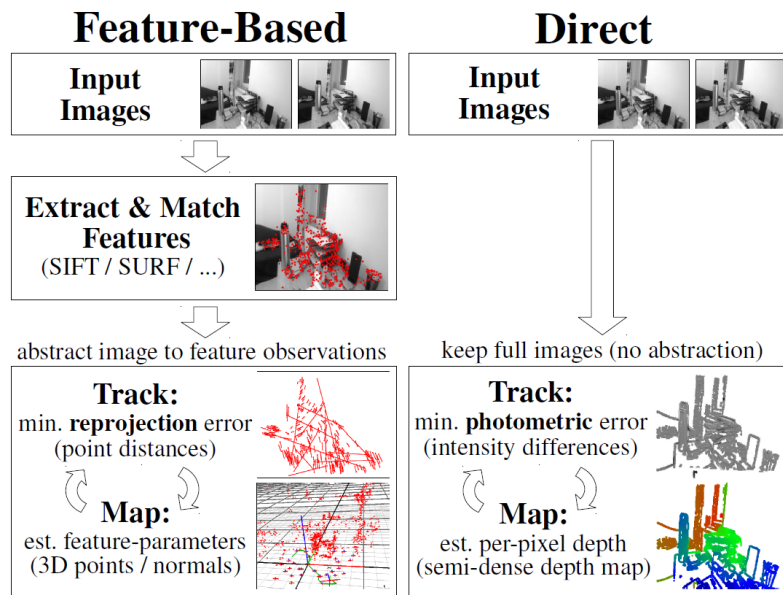 Feature-Based
Input
Images
Extract & Match
Features
(SIFT / SURF / ...)
abstract image to feature observations
Track:
min. reprojection error
(point distances)
Map:
est. feature-parameters
(3D points / normals)
Direct
Input
Images
keep full images (no abstraction)
Track:
min. photometric error
(intensity differences)
Map:
est. per-pixel depth
(semi-dense depth map)